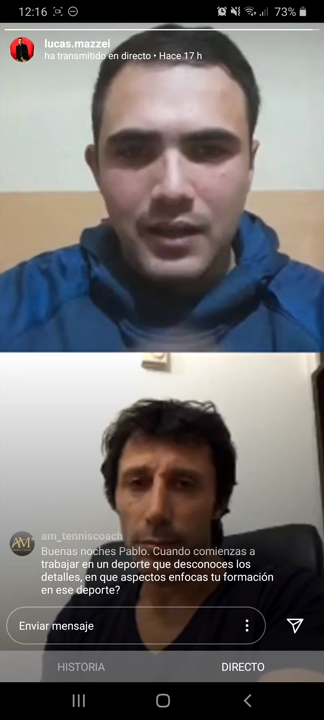 12:16
73%
lucas.mazzei
ha transmitido en directo • Hace 17 h
AM
am_tenniscoach
Buenas noches Pablo. Cuando comienzas a
trabajar en un deporte que desconoces los
detalles, en que aspectos enfocas tu formación
en ese deporte?
Enviar mensaje
HISTORIA
DIRECTO